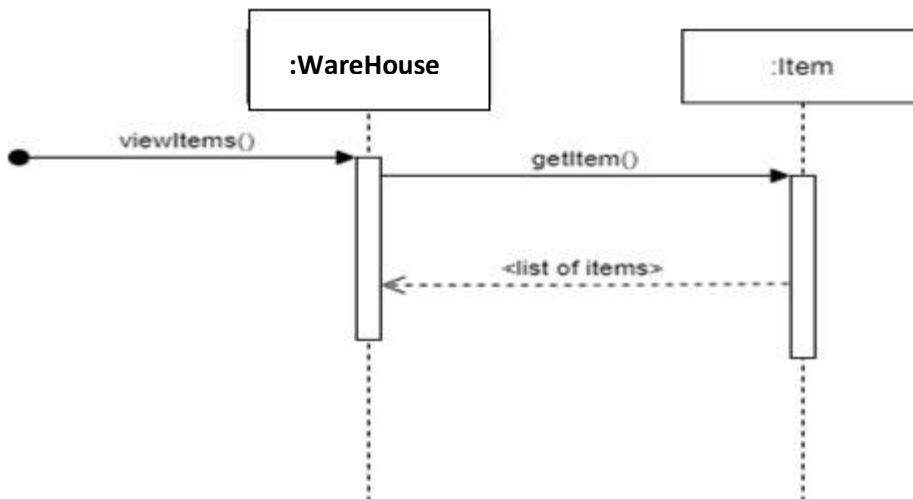 :WareHouse
:Item
viewItems()
getItem()
<list of items>